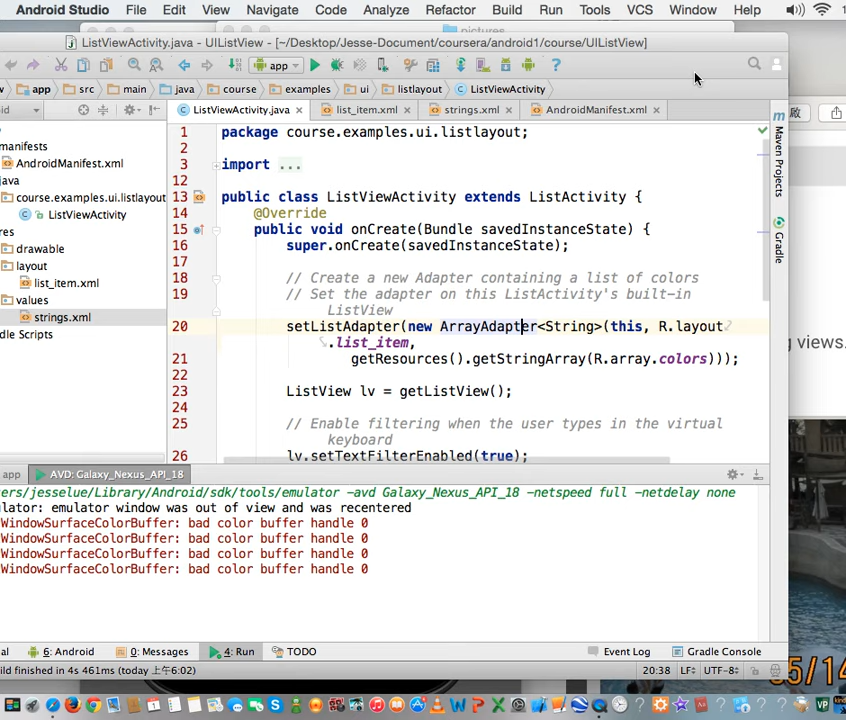 Android Studio File Edit View Navigate Code Analyze Refactor Build Run Tools VCS Window Help
pictures
ListViewActivity.java - UIListView - [~/Desktop/Jesse-Document/coursera/android1/course/UIListView]
app
app src main java course examples ui listlayout ListViewActivity
ListViewActivity.java list_item.xml strings.xml AndroidManifest.xml
manifests
AndroidManifest.xml
java
course.examples.ui.listlayout
ListViewActivity
res
drawable
layout
list_item.xml
values
strings.xml
Gradle Scripts
1 package course.examples.ui.listlayout;
2
3 import ...
12
13 public class ListViewActivity extends ListActivity {
14 @Override
15 public void onCreate(Bundle savedInstanceState) {
16 super.onCreate(savedInstanceState);
17
18 // Create a new Adapter containing a list of colors
19 // Set the adapter on this ListActivity's built-in
ListView
20 setListAdapter(new ArrayAdapter<String>(this, R.layout
.list_item,
21 getResources().getStringArray(R.array.colors)));
22
23 ListView lv = getListView();
24
25 // Enable filtering when the user types in the virtual
keyboard
26 lv.setTextFilterEnabled(true);
Maven Projects
Gradle
啟
g views.
app AVD: Galaxy_Nexus_API_18
ers/jesselue/Library/Android/sdk/tools/emulator -avd Galaxy_Nexus_API_18 -netspeed full -netdelay none
ulator: emulator window was out of view and was recentered
WindowSurfaceColorBuffer: bad color buffer handle 0
WindowSurfaceColorBuffer: bad color buffer handle 0
WindowSurfaceColorBuffer: bad color buffer handle 0
WindowSurfaceColorBuffer: bad color buffer handle 0
al 6: Android 0: Messages 4: Run TODO Event Log Gradle Console
ild finished in 4s 461ms (today 上午6:02) 20:38 LF÷ UTF-8÷
5/14